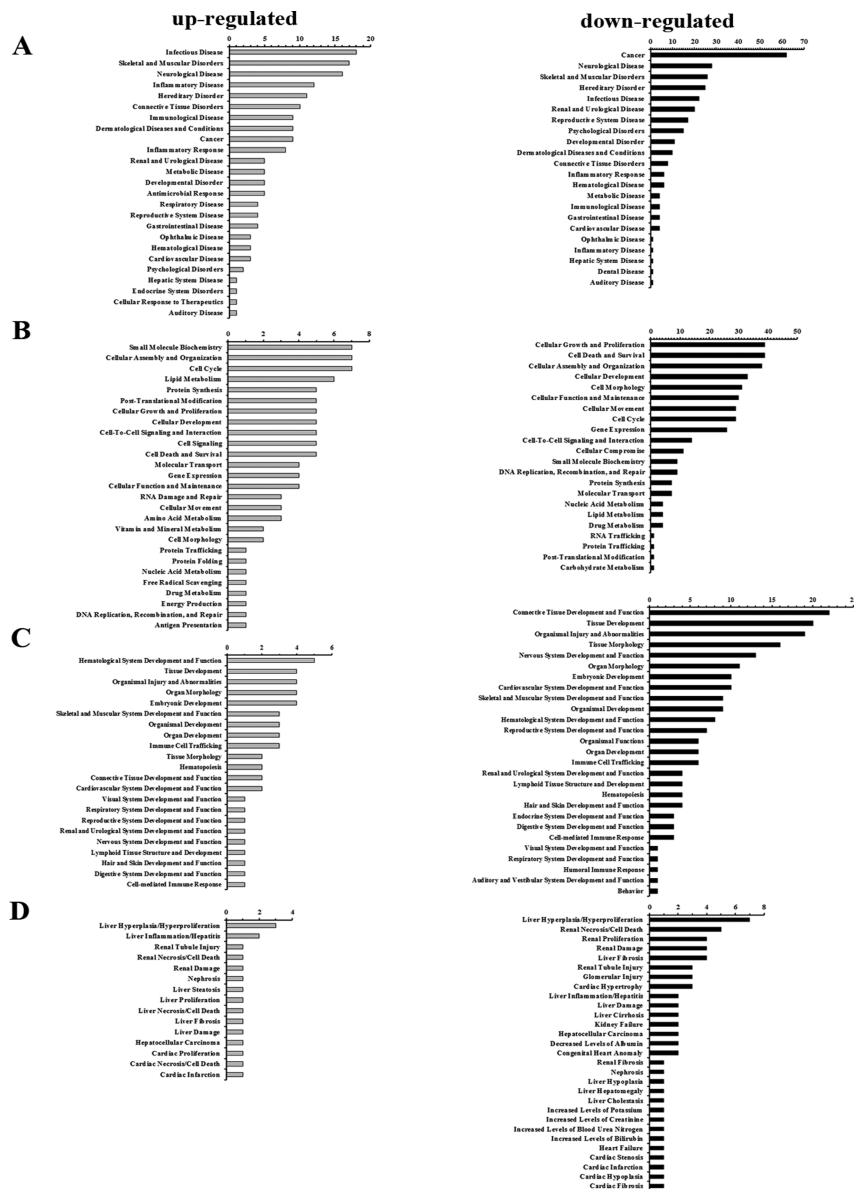 up-regulated
down-regulated
A
0 5 10 15 20
Infectious Disease
Skeletal and Muscular Disorders
Neurological Disease
Inflammatory Disease
Hereditary Disorder
Connective Tissue Disorders
Immunological Disease
Dermatological Diseases and Conditions
Cancer
Inflammatory Response
Renal and Urological Disease
Metabolic Disease
Developmental Disorder
Antimicrobial Response
Respiratory Disease
Reproductive System Disease
Gastrointestinal Disease
Ophthalmic Disease
Hematological Disease
Cardiovascular Disease
Psychological Disorders
Hepatic System Disease
Endocrine System Disorders
Cellular Response to Therapeutics
Auditory Disease
0 10 20 30 40 50 60 70
Cancer
Neurological Disease
Skeletal and Muscular Disorders
Hereditary Disorder
Infectious Disease
Renal and Urological Disease
Reproductive System Disease
Psychological Disorders
Developmental Disorder
Dermatological Diseases and Conditions
Connective Tissue Disorders
Inflammatory Response
Hematological Disease
Metabolic Disease
Immunological Disease
Gastrointestinal Disease
Cardiovascular Disease
Ophthalmic Disease
Inflammatory Disease
Hepatic System Disease
Dental Disease
Auditory Disease
B
0 2 4 6 8
Small Molecule Biochemistry
Cellular Assembly and Organization
Cell Cycle
Lipid Metabolism
Protein Synthesis
Post-Translational Modification
Cellular Growth and Proliferation
Cellular Development
Cell-To-Cell Signaling and Interaction
Cell Signaling
Cell Death and Survival
Molecular Transport
Gene Expression
Cellular Function and Maintenance
RNA Damage and Repair
Cellular Movement
Amino Acid Metabolism
Vitamin and Mineral Metabolism
Cell Morphology
Protein Trafficking
Protein Folding
Nucleic Acid Metabolism
Free Radical Scavenging
Drug Metabolism
Energy Production
DNA Replication, Recombination, and Repair
Antigen Presentation
0 10 20 30 40 50
Cellular Growth and Proliferation
Cell Death and Survival
Cellular Assembly and Organization
Cellular Development
Cell Morphology
Cellular Function and Maintenance
Cellular Movement
Cell Cycle
Gene Expression
Cell-To-Cell Signaling and Interaction
Cellular Compromise
Small Molecule Biochemistry
DNA Replication, Recombination, and Repair
Protein Synthesis
Molecular Transport
Nucleic Acid Metabolism
Lipid Metabolism
Drug Metabolism
RNA Trafficking
Protein Trafficking
Post-Translational Modification
Carbohydrate Metabolism
C
0 2 4 6
Hematological System Development and Function
Tissue Development
Organismal Injury and Abnormalities
Organ Morphology
Embryonic Development
Skeletal and Muscular System Development and Function
Organismal Development
Organ Development
Immune Cell Trafficking
Tissue Morphology
Hematopoiesis
Connective Tissue Development and Function
Cardiovascular System Development and Function
Visual System Development and Function
Respiratory System Development and Function
Reproductive System Development and Function
Renal and Urological System Development and Function
Nervous System Development and Function
Lymphoid Tissue Structure and Development
Hair and Skin Development and Function
Digestive System Development and Function
Cell-mediated Immune Response
0 5 10 15 20 25
Connective Tissue Development and Function
Tissue Development
Organismal Injury and Abnormalities
Tissue Morphology
Nervous System Development and Function
Organ Morphology
Embryonic Development
Cardiovascular System Development and Function
Skeletal and Muscular System Development and Function
Organismal Development
Hematological System Development and Function
Reproductive System Development and Function
Organismal Functions
Organ Development
Immune Cell Trafficking
Renal and Urological System Development and Function
Lymphoid Tissue Structure and Development
Hematopoiesis
Hair and Skin Development and Function
Endocrine System Development and Function
Digestive System Development and Function
Cell-mediated Immune Response
Visual System Development and Function
Respiratory System Development and Function
Humoral Immune Response
Auditory and Vestibular System Development and Function
Behavior
D
0 2 4
Liver Hyperplasia/Hyperproliferation
Liver Inflammation/Hepatitis
Renal Tubule Injury
Renal Necrosis/Cell Death
Renal Damage
Nephrosis
Liver Steatosis
Liver Proliferation
Liver Necrosis/Cell Death
Liver Fibrosis
Liver Damage
Hepatocellular Carcinoma
Cardiac Proliferation
Cardiac Necrosis/Cell Death
Cardiac Infarction
0 2 4 6 8
Liver Hyperplasia/Hyperproliferation
Renal Necrosis/Cell Death
Renal Proliferation
Renal Damage
Liver Fibrosis
Renal Tubule Injury
Glomerular Injury
Cardiac Hypertrophy
Liver Inflammation/Hepatitis
Liver Damage
Liver Cirrhosis
Kidney Failure
Hepatocellular Carcinoma
Decreased Levels of Albumin
Congenital Heart Anomaly
Renal Fibrosis
Nephrosis
Liver Hypoplasia
Liver Hepatomegaly
Liver Cholestasis
Increased Levels of Potassium
Increased Levels of Creatinine
Increased Levels of Blood Urea Nitrogen
Increased Levels of Bilirubin
Heart Failure
Cardiac Stenosis
Cardiac Infarction
Cardiac Hypoplasia
Cardiac Fibrosis